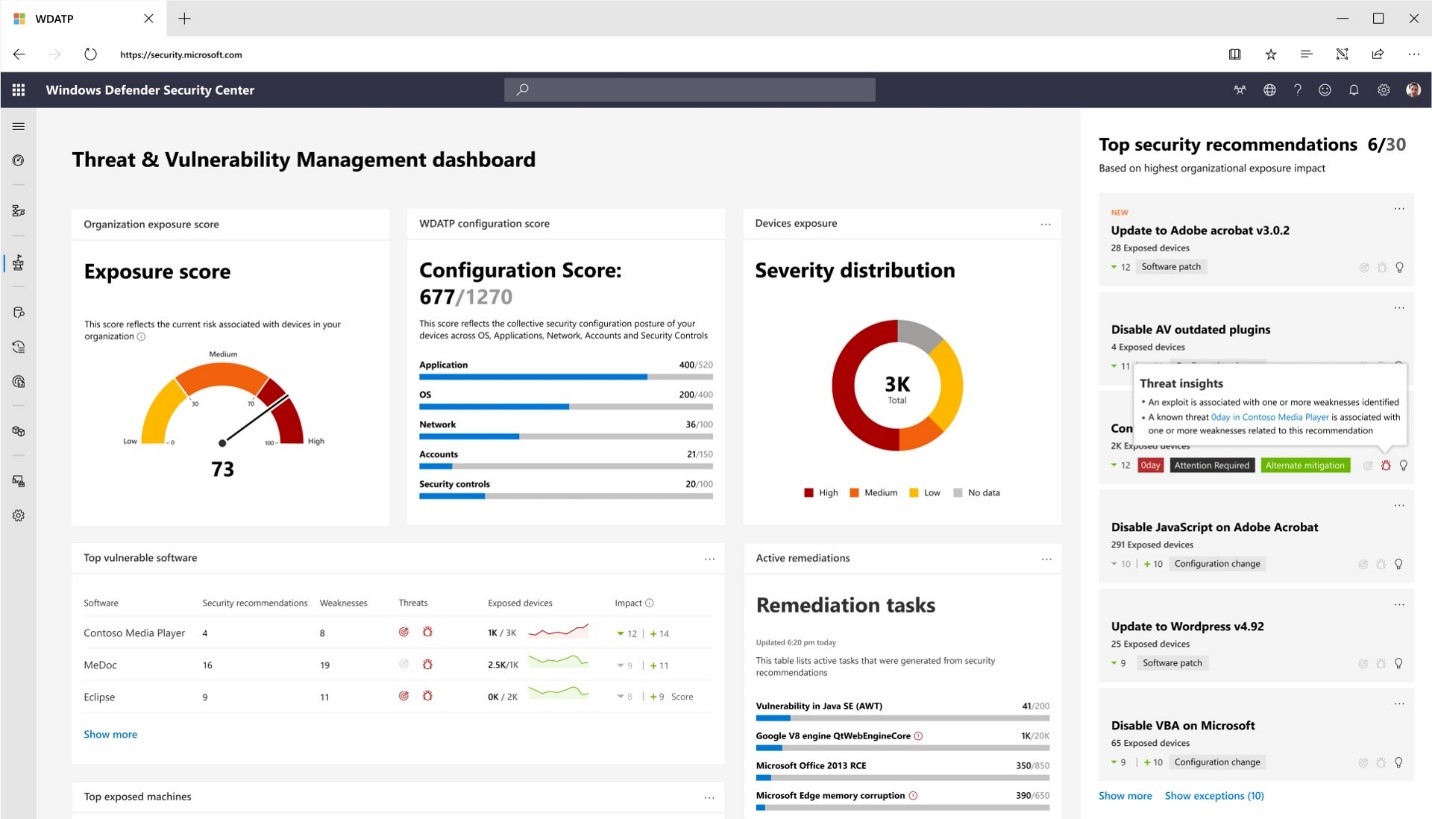 WDATP
https://security.microsoft.com
Windows Defender Security Center
Threat & Vulnerability Management dashboard
Organization exposure score
Exposure score
This score reflects the current risk associated with devices in your
organization
Medium
30
70
Low
0
100
High
73
WDATP configuration score
Configuration Score:
677/1270
This score reflects the collective security configuration posture of your
devices across OS, Applications, Network, Accounts and Security Controls
Application 400/520
OS 200/400
Network 36/100
Accounts 21/150
Security controls 20/100
Devices exposure
Severity distribution
3K
Total
High Medium Low No data
Top vulnerable software
Software Security recommendations Weaknesses Threats Exposed devices Impact
Contoso Media Player 4 8 1K / 3K 12 | + 14
MeDoc 16 19 2.5K/1K 9 | + 11
Eclipse 9 11 0K / 2K 8 | + 9 Score
Show more
Top exposed machines
Active remediations
Remediation tasks
Updated 6:20 pm today
This table lists active tasks that were generated from security
recommendations
Vulnerability in Java SE (AWT) 41/200
Google V8 engine QtWebEngineCore 1K/20K
Microsoft Office 2013 RCE 350/850
Microsoft Edge memory corruption 390/650
Top security recommendations 6/30
Based on highest organizational exposure impact
NEW
Update to Adobe acrobat v3.0.2
28 Exposed devices
12 Software patch
Disable AV outdated plugins
4 Exposed devices
11
Threat insights
• An exploit is associated with one or more weaknesses identified
• A known threat 0day in Contoso Media Player is associated with
one or more weaknesses related to this recommendation
Con
2K Exposed devices
12 0day Attention Required Alternate mitigation
Disable JavaScript on Adobe Acrobat
291 Exposed devices
10 | + 10 Configuration change
Update to Wordpress v4.92
25 Exposed devices
9 Software patch
Disable VBA on Microsoft
65 Exposed devices
9 | + 10 Configuration change
Show more Show exceptions (10)